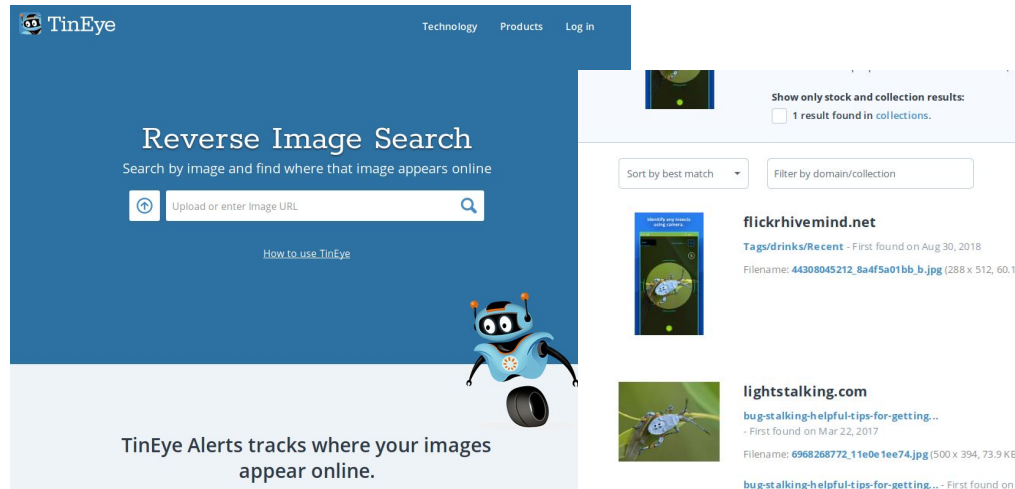 TinEye
Technology Products Log in
Reverse Image Search
Search by image and find where that image appears online
Upload or enter Image URL
How to use TinEye
TinEye Alerts tracks where your images
appear online.
Show only stock and collection results:
1 result found in collections.
Sort by best match
Filter by domain/collection
Identify any insects
using camera.
flickrhivemind.net
Tags/drinks/Recent - First found on Aug 30, 2018
Filename: 44308045212_8a4f5a01bb_b.jpg (288 x 512, 60.1
lightstalking.com
bug-stalking-helpful-tips-for-getting...
- First found on Mar 22, 2017
Filename: 6968268772_11e0e1ee74.jpg (500 x 394, 73.9 KB
bug-stalking-helpful-tips-for-getting... - First found on